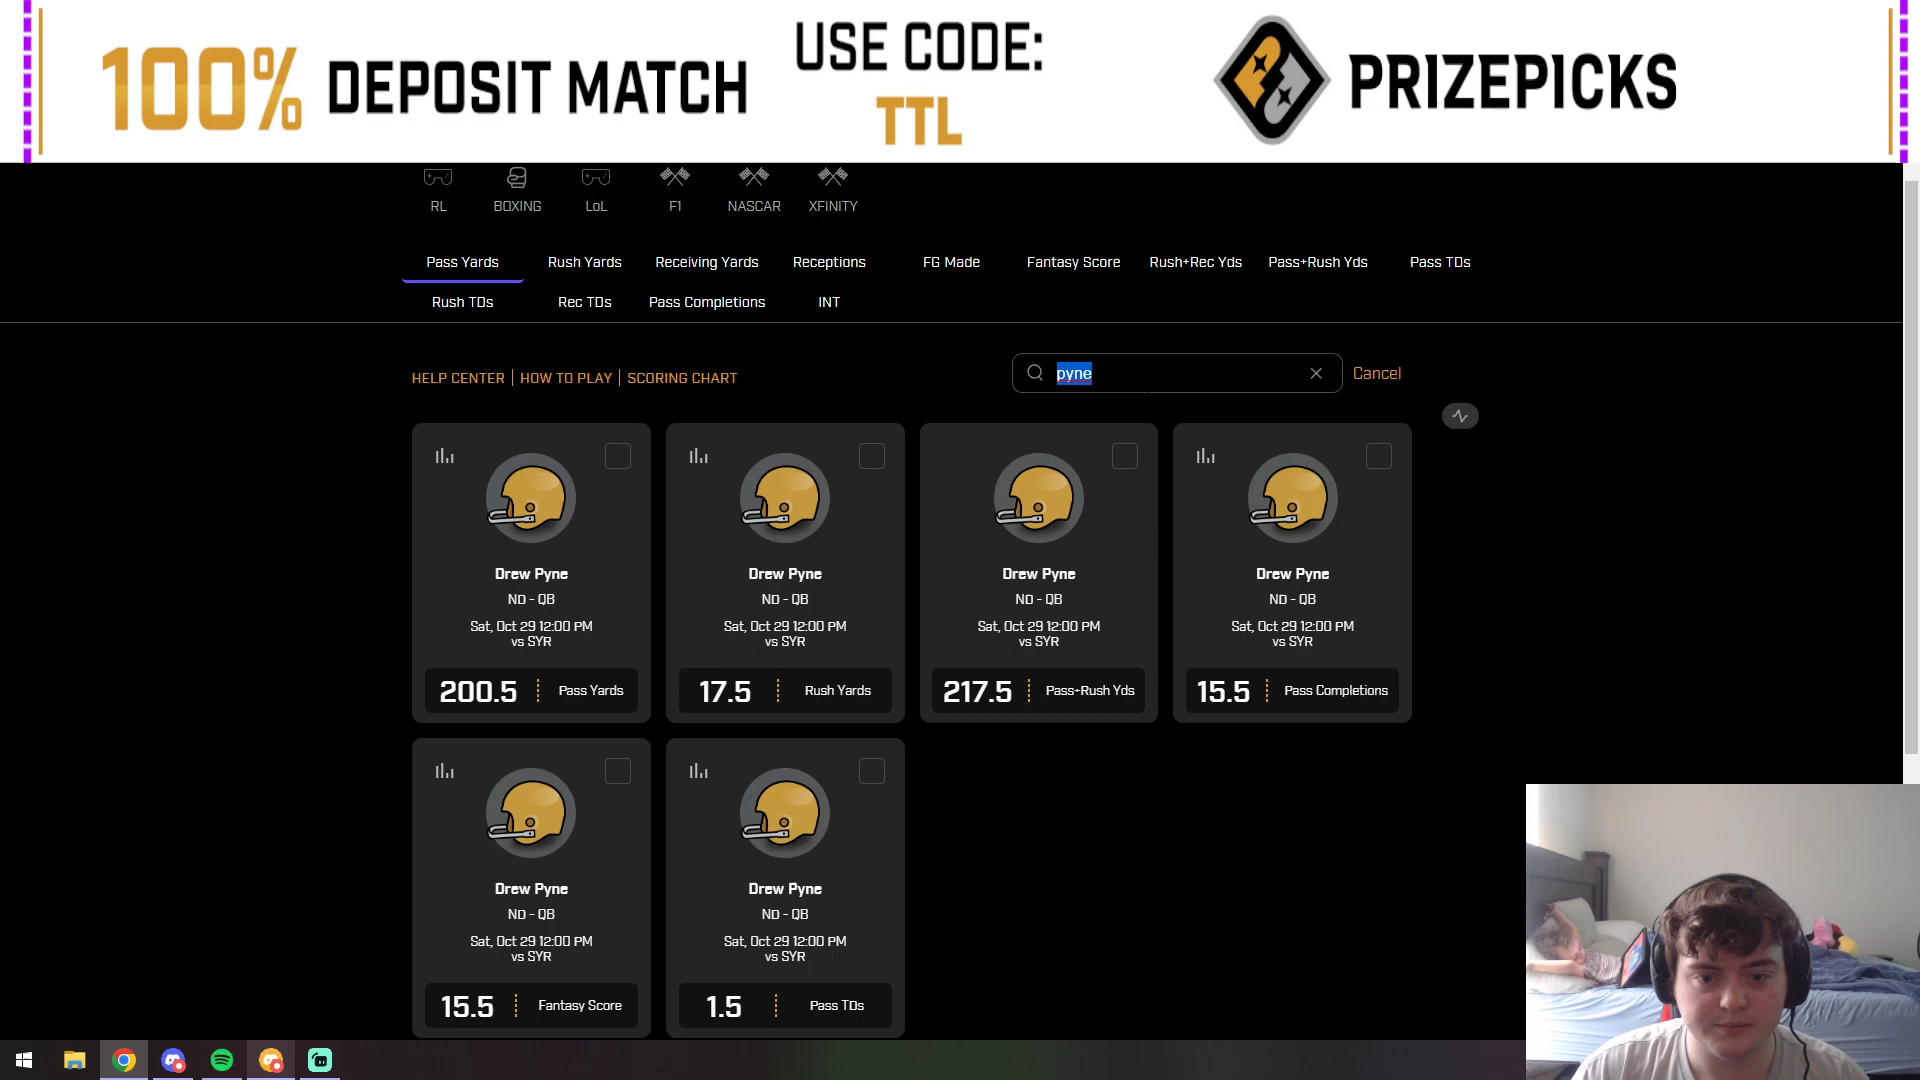 100% DEPOSIT MATCH
USE CODE:
TTL
PRIZEPICKS
RL
BOXING
LoL
F1
NASCAR
XFINITY
Pass Yards
Rush Yards
Receiving Yards
Receptions
FG Made
Fantasy Score
Rush+Rec Yds
Pass+Rush Yds
Pass TDs
Rush TDs
Rec TDs
Pass Completions
INT
HELP CENTER
HOW TO PLAY
SCORING CHART
pyne
Cancel
Drew Pyne
ND - QB
Sat, Oct 29 12:00 PM
vs SYR
200.5 Pass Yards
Drew Pyne
ND - QB
Sat, Oct 29 12:00 PM
vs SYR
17.5 Rush Yards
Drew Pyne
ND - QB
Sat, Oct 29 12:00 PM
vs SYR
217.5 Pass+Rush Yds
Drew Pyne
ND - QB
Sat, Oct 29 12:00 PM
vs SYR
15.5 Pass Completions
Drew Pyne
ND - QB
Sat, Oct 29 12:00 PM
vs SYR
15.5 Fantasy Score
Drew Pyne
ND - QB
Sat, Oct 29 12:00 PM
vs SYR
1.5 Pass TDs